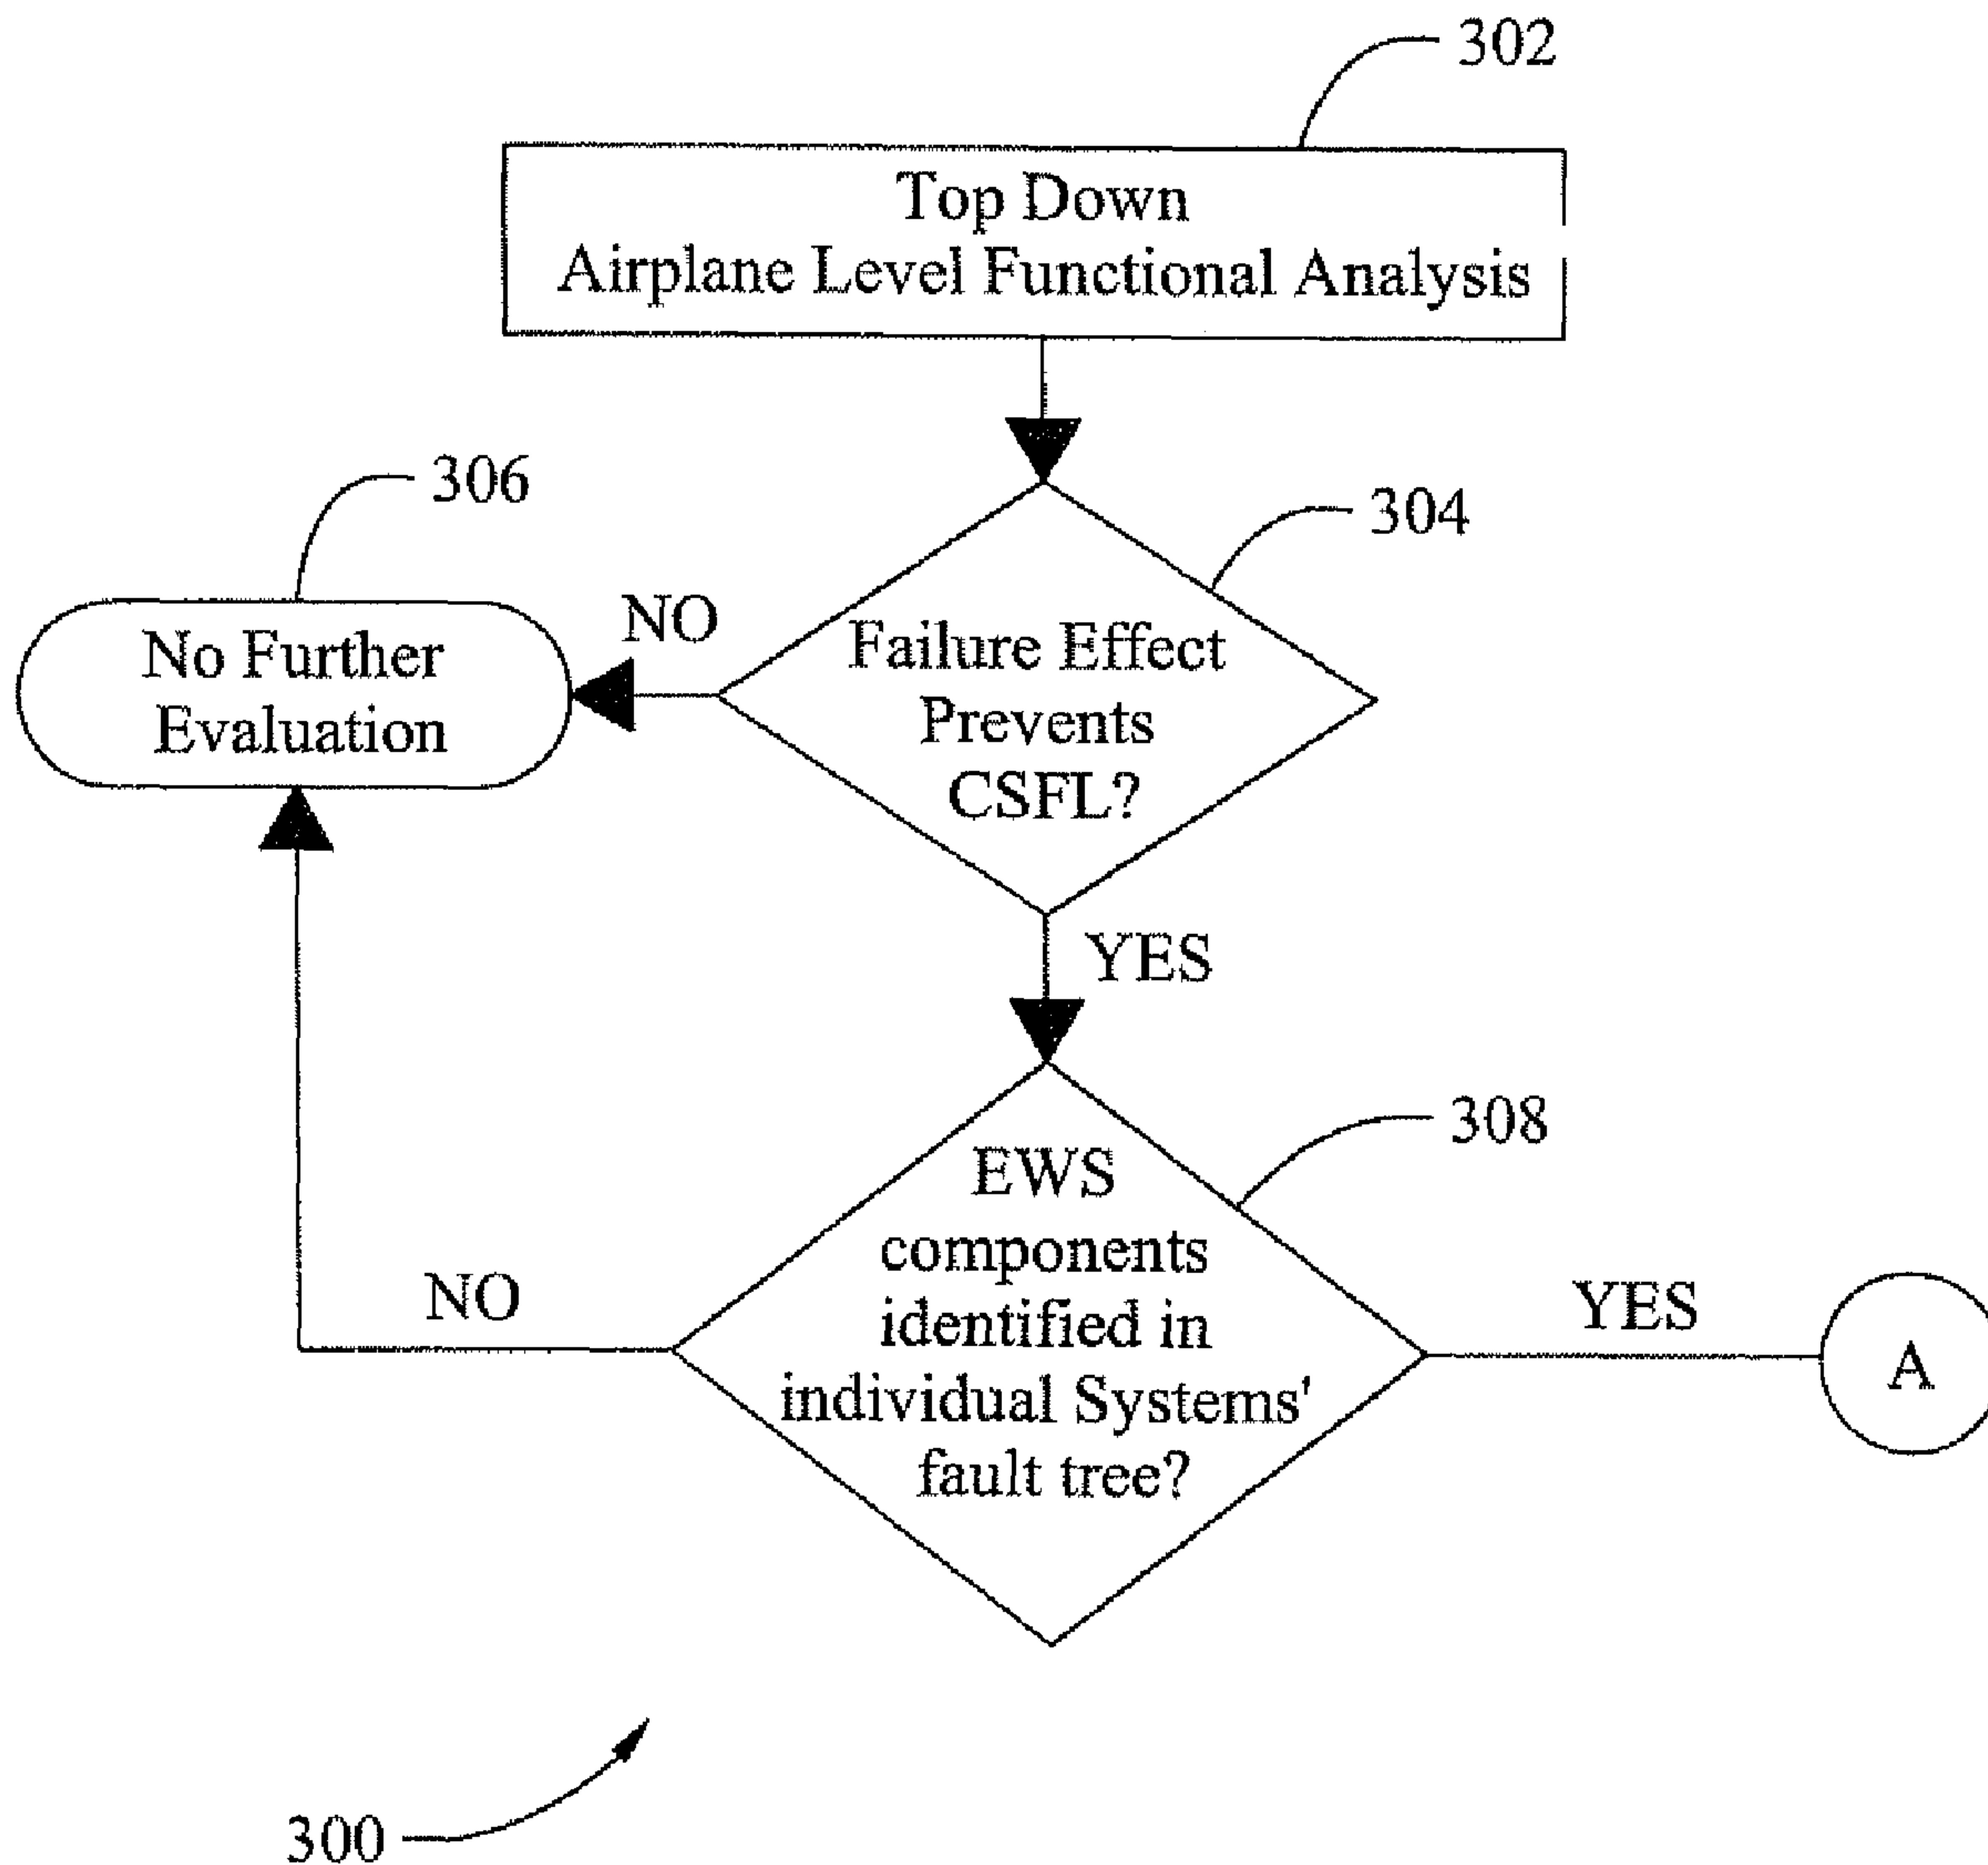 302
Top Down
Airplane Level Functional Analysis
306
304
NO
No Further
Evaluation
Failure Effect
Prevents
CSFL?
YES
308
EWS
components
identified in
individual Systems'
fault tree?
NO
YES
A
300